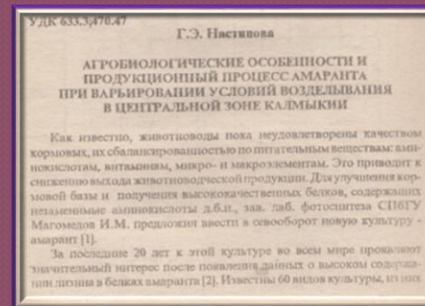 УДК 633.3;470.47
Г.Э. Настинова
АГРОБИОЛОГИЧЕСКИЕ ОСОБЕННОСТИ И
ПРОДУКЦИОННЫЙ ПРОЦЕСС АМАРАНТА
ПРИ ВАРЬИРОВАНИИ УСЛОВИЙ ВОЗДЕЛЫВАНИЯ
В ЦЕНТРАЛЬНОЙ ЗОНЕ КАЛМЫКИИ
Как известно, животноводы пока неудовлетворены качеством
кормовых, их сбалансированностью по питательным веществам: ами-
нокислотам, витаминам, микро- и макроэлементам. Это приводит к
снижению выхода животноводческой продукции. Для улучшения кор-
мовой базы и получения высококачественных белков, содержащих
незаменимые аминокислоты д.б.н., зав. лаб. фотосинтеза СПбГУ
Магомедов И.М. предложил ввести в севооборот новую культуру -
амарант [1].
За последние 20 лет к этой культуре во всем мире проявляют
значительный интерес после появления данных о высоком содержа-
нии лизина в белках амаранта [2]. Известны 60 видов культуры, из них